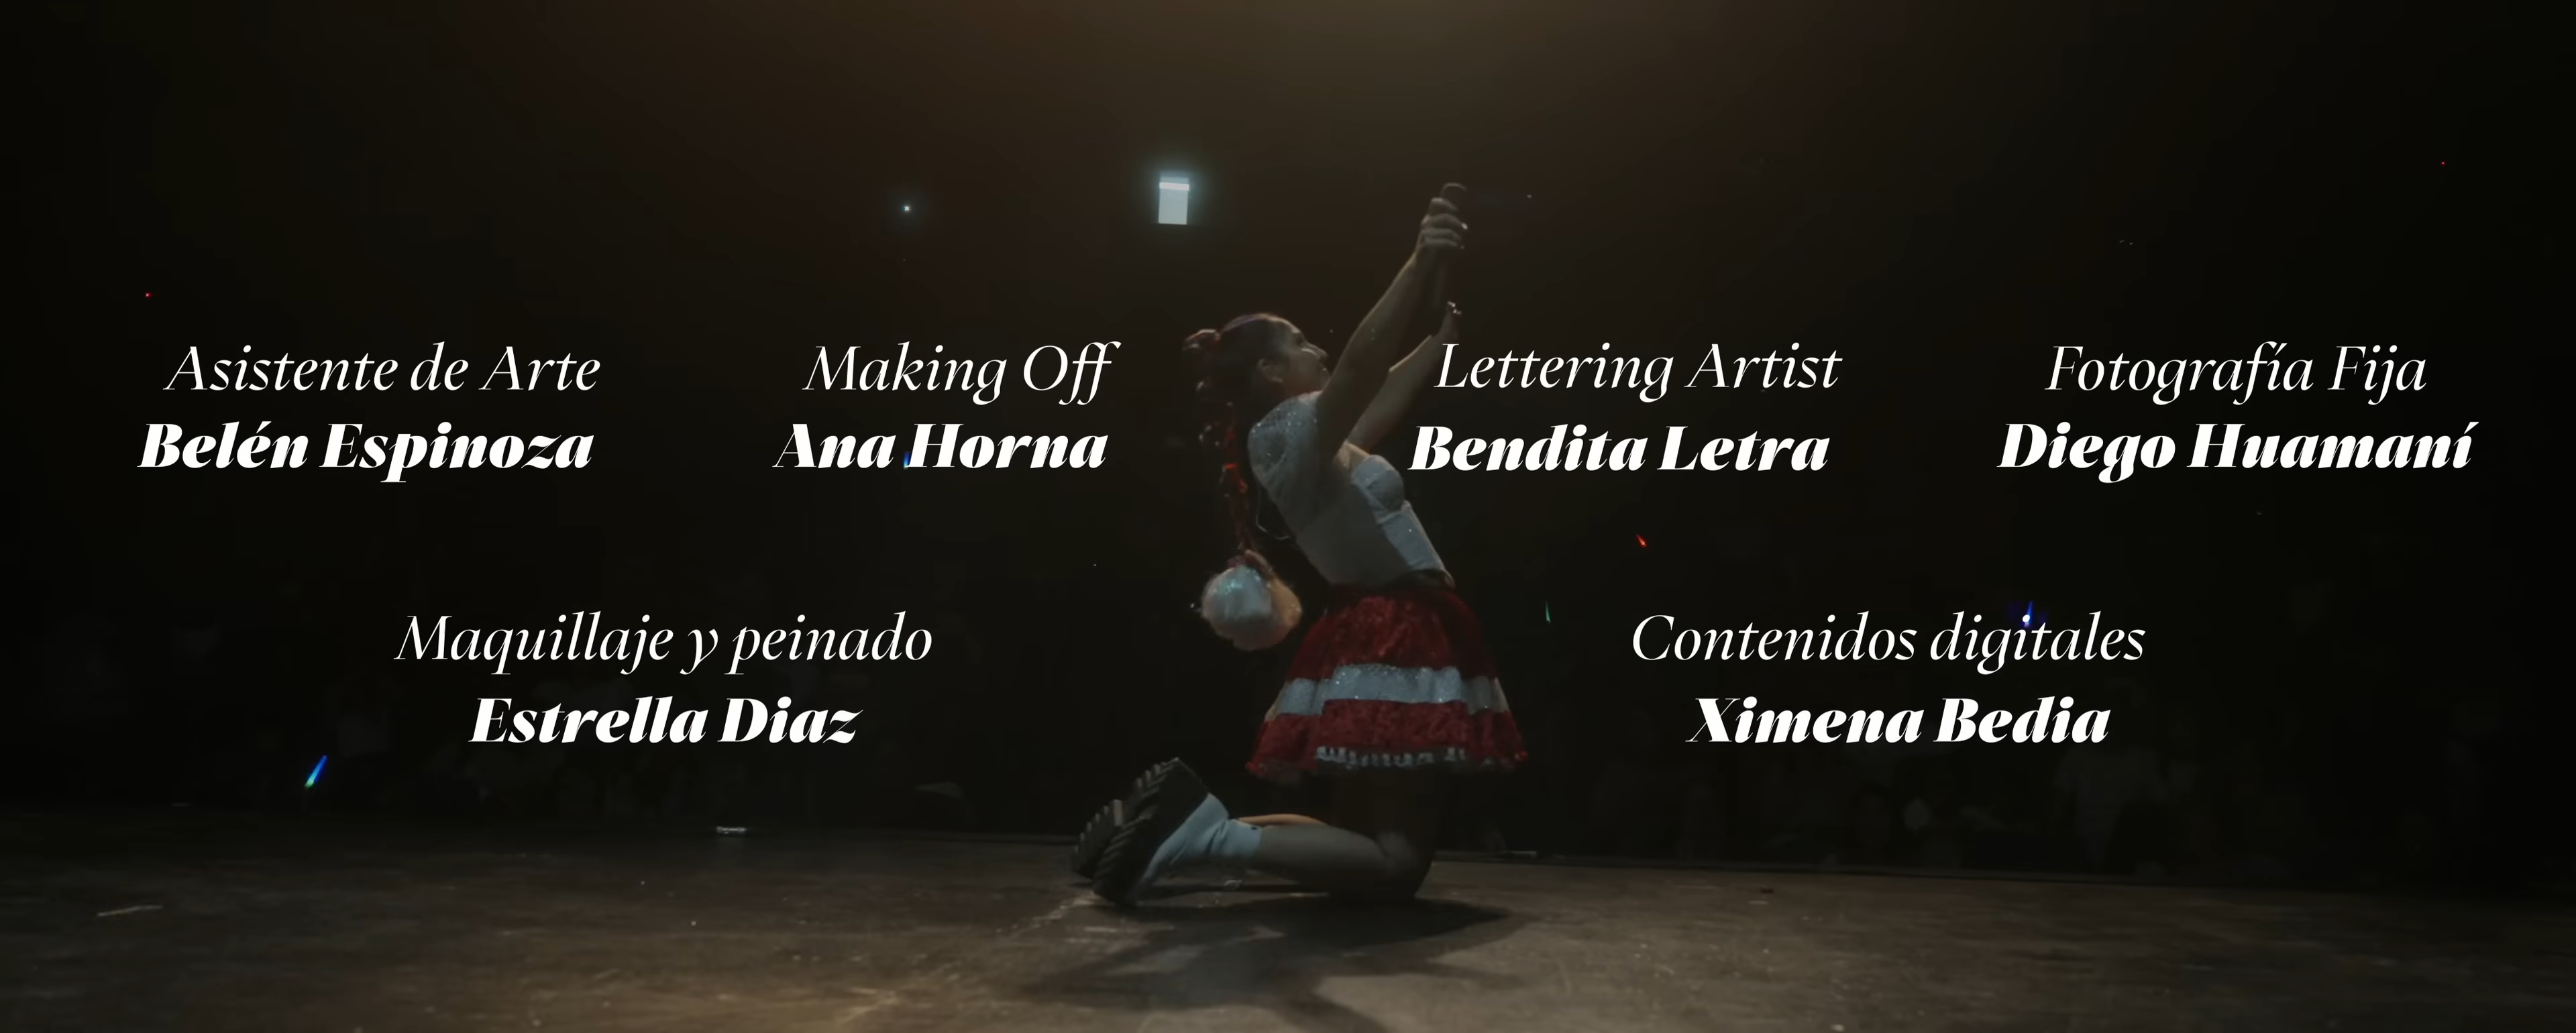 Asistente de Arte
Belén Espinoza
Making Off
Ana Horna
Lettering Artist
Bendita Letra
Fotografía Fija
Diego Huamaní
Maquillaje y peinado
Estrella Diaz
Contenidos digitales
Ximena Bedia